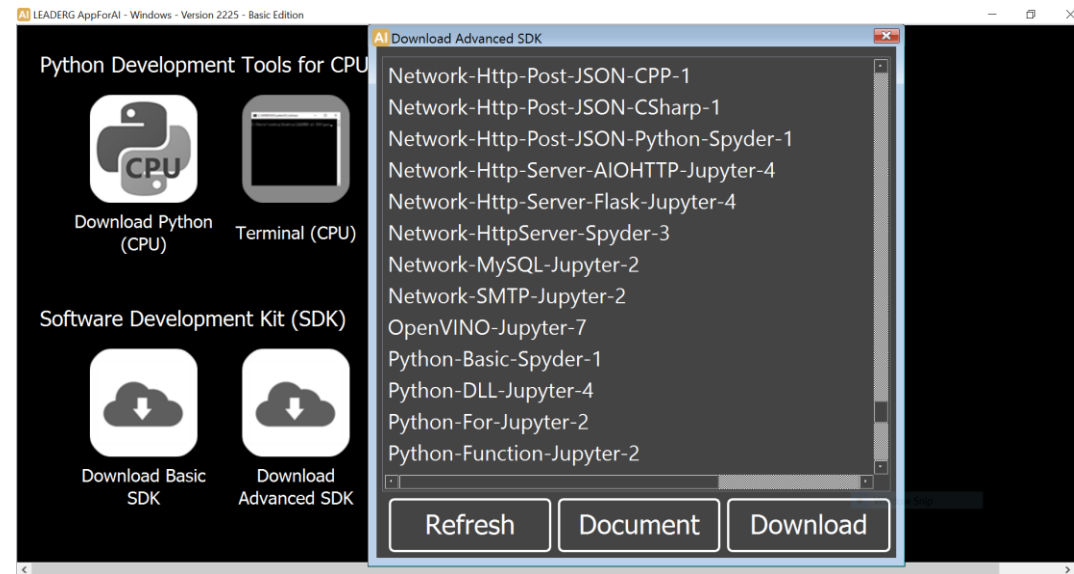 AI LEADERG AppForAI - Windows - Version 2225 - Basic Edition
Python Development Tools for CPU
CPU
Download Python
(CPU)
Terminal (CPU)
Software Development Kit (SDK)
Download Basic
SDK
Download
Advanced SDK
AI Download Advanced SDK
Network-Http-Post-JSON-CPP-1
Network-Http-Post-JSON-CSharp-1
Network-Http-Post-JSON-Python-Spyder-1
Network-Http-Server-AIOHTTP-Jupyter-4
Network-Http-Server-Flask-Jupyter-4
Network-HttpServer-Spyder-3
Network-MySQL-Jupyter-2
Network-SMTP-Jupyter-2
OpenVINO-Jupyter-7
Python-Basic-Spyder-1
Python-DLL-Jupyter-4
Python-For-Jupyter-2
Python-Function-Jupyter-2
Refresh
Document
Download
Snip